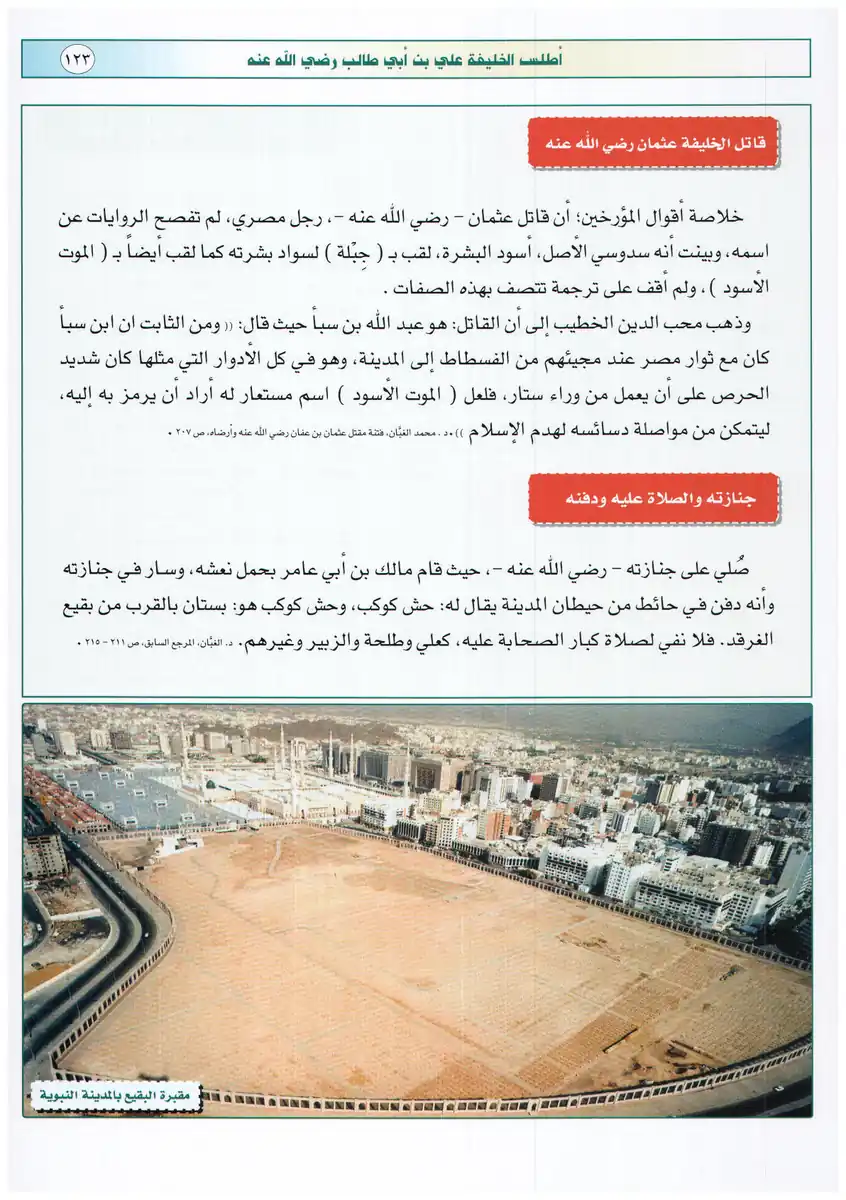 أطلس الخليفة علي بن أبي طالب رضي الله عنه
١٢٣
قاتل الخليفة عثمان رضي الله عنه
خلاصة أقوال المؤرخين؛ أن قاتل عثمان – رضي الله عنه –، رجل مصري، لم تفصح الروايات عن
اسمه، وبينت أنه سدوسي الأصل، أسود البشرة، لقب بـ ( جِبْلة ) لسواد بشرته كما لقب أيضاً بـ ( الموت
الأسود )، ولم أقف على ترجمة تتصف بهذه الصفات .
وذهب محب الدين الخطيب إلى أن القاتل: هو عبد الله بن سبأ حيث قال: (( ومن الثابت ان ابن سبأ
كان مع ثوار مصر عند مجيئهم من الفسطاط إلى المدينة، وهو في كل الأدوار التي مثلها كان شديد
الحرص على أن يعمل من وراء ستار، فلعل ( الموت الأسود ) اسم مستعار له أراد أن يرمز به إليه،
ليتمكن من مواصلة دسائسه لهدم الإسلام )) .د . محمد الغبَّان، فتنة مقتل عثمان بن عفان رضي الله عنه وأرضاه، ص ٢٠٧ .
جنازته والصلاة عليه ودفنه
صُلي على جنازته – رضي الله عنه –، حيث قام مالك بن أبي عامر بحمل نعشه، وسار في جنازته
وأنه دفن في حائط من حيطان المدينة يقال له: حش كوكب، وحش كوكب هو: بستان بالقرب من بقيع
الغرقد. فلا نفي لصلاة كبار الصحابة عليه، كعلي وطلحة والزبير وغيرهم. د. الغبَّان، المرجع السابق، ص ٢١١ – ٢١٥ .
مقبرة البقيع بالمدينة النبوية